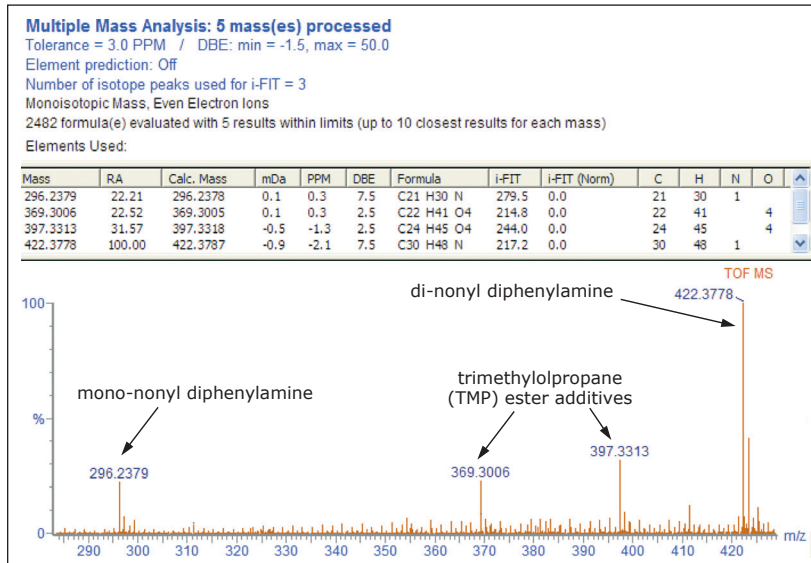 Multiple Mass Analysis: 5 mass(es) processed
Tolerance = 3.0 PPM / DBE: min = -1.5, max = 50.0
Element prediction: Off
Number of isotope peaks used for i-FIT = 3
Monoisotopic Mass, Even Electron Ions
2482 formula(e) evaluated with 5 results within limits (up to 10 closest results for each mass)
Elements Used:
Mass RA Calc. Mass mDa PPM DBE Formula i-FIT i-FIT (Norm) C H N O
296.2379 22.21 296.2378 0.1 0.3 7.5 C21 H30 N 279.5 0.0 21 30 1
369.3006 22.52 369.3005 0.1 0.3 2.5 C22 H41 O4 214.8 0.0 22 41 4
397.3313 31.57 397.3318 -0.5 -1.3 2.5 C24 H45 O4 244.0 0.0 24 45 4
422.3778 100.00 422.3787 -0.9 -2.1 7.5 C30 H48 N 217.2 0.0 30 48 1
TOF MS
di-nonyl diphenylamine
422.3778
100
mono-nonyl diphenylamine
trimethylolpropane
(TMP) ester additives
%
296.2379
369.3006
397.3313
0
290 300 310 320 330 340 350 360 370 380 390 400 410 420 m/z